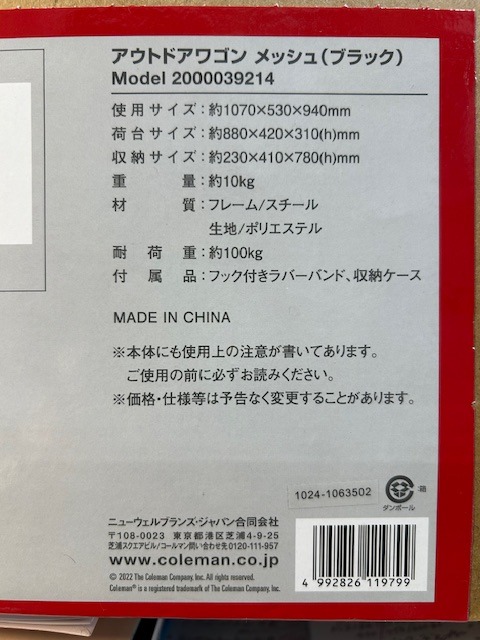 アウトドアワゴン メッシュ(ブラック)
Model 2000039214
使用サイズ:約1070×530×940mm
荷台サイズ:約880×420×310(h)mm
収納サイズ:約230×410×780(h)mm
重量:約10kg
材質:フレーム/スチール
生地/ポリエステル
耐荷重:約100kg
付属品:フック付きラバーバンド、収納ケース
MADE IN CHINA
※本体にも使用上の注意が書いてあります。
ご使用の前に必ずお読みください。
※価格・仕様等は予告なく変更することがあります。
1024-1063502
箱
ダンボール
ニューウェルブランズ・ジャパン合同会社
〒108-0023 東京都港区芝浦4-9-25
芝浦スクエアビル/コールマン問い合わせ先0120-111-957
www.coleman.co.jp
© 2022 The Coleman Company, Inc. All rights reserved.
Coleman® is a registered trademark of The Coleman Company, Inc.
4 992826 119799